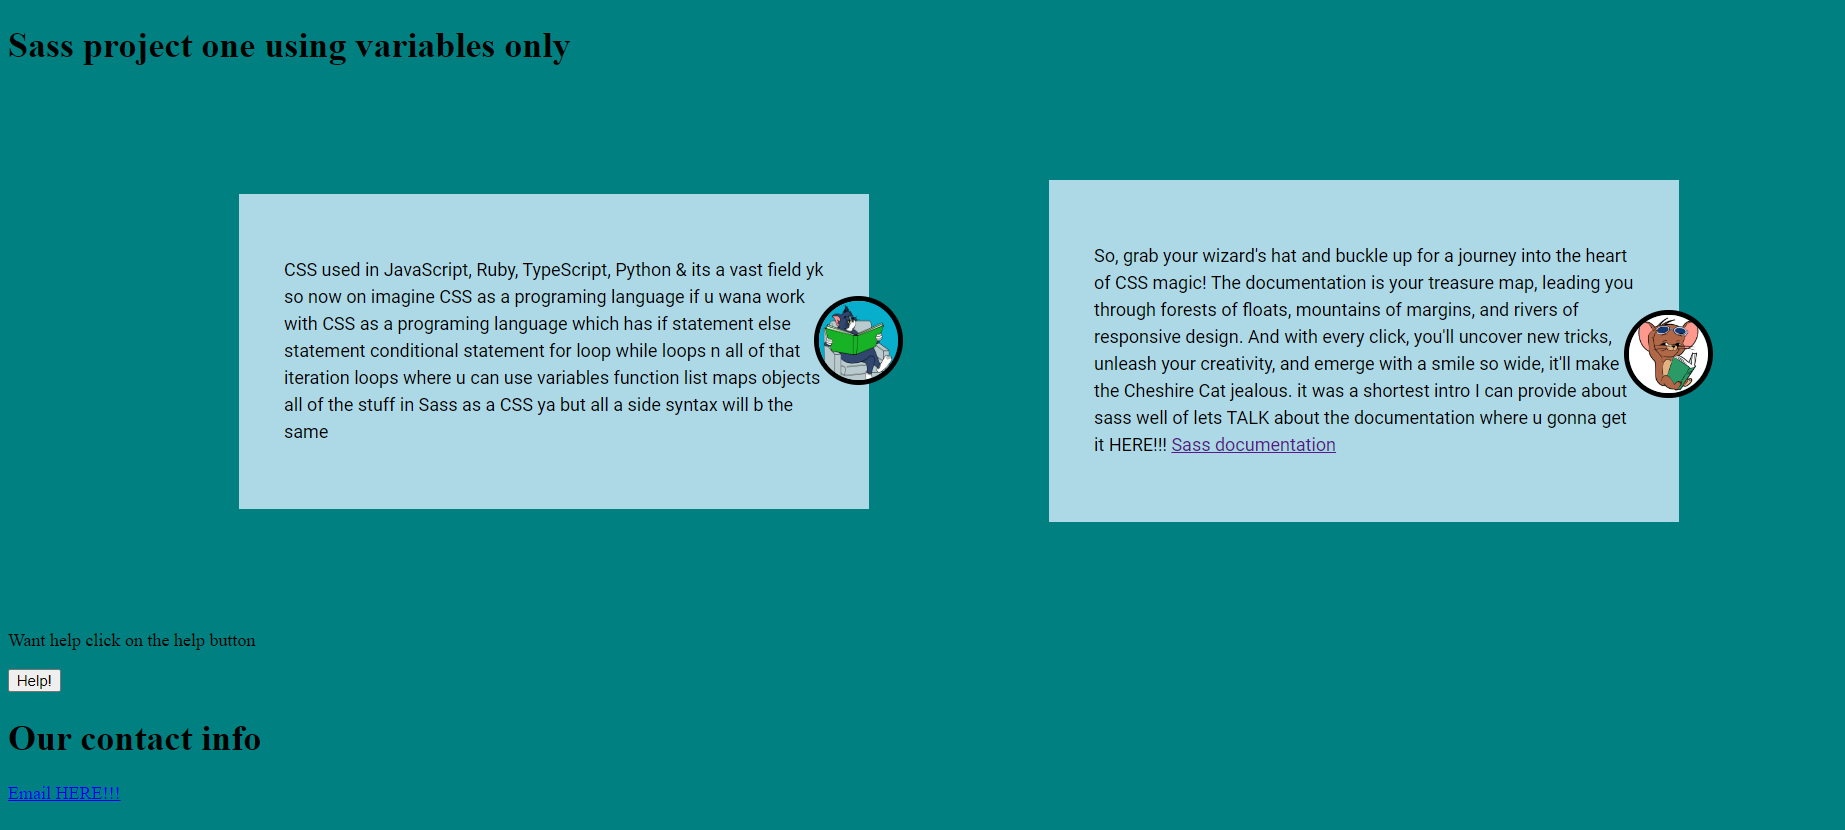 Sass project one using variables only
CSS used in JavaScript, Ruby, TypeScript, Python & its a vast field yk
so now on imagine CSS as a programing language if u wana work
with CSS as a programing language which has if statement else
statement conditional statement for loop while loops n all of that
iteration loops where u can use variables function list maps objects
all of the stuff in Sass as a CSS ya but all a side syntax will b the
same
So, grab your wizard's hat and buckle up for a journey into the heart
of CSS magic! The documentation is your treasure map, leading you
through forests of floats, mountains of margins, and rivers of
responsive design. And with every click, you'll uncover new tricks,
unleash your creativity, and emerge with a smile so wide, it'll make
the Cheshire Cat jealous. it was a shortest intro I can provide about
sass well of lets TALK about the documentation where u gonna get
it HERE!!! Sass documentation
Want help click on the help button
Help!
Our contact info
Email HERE!!!